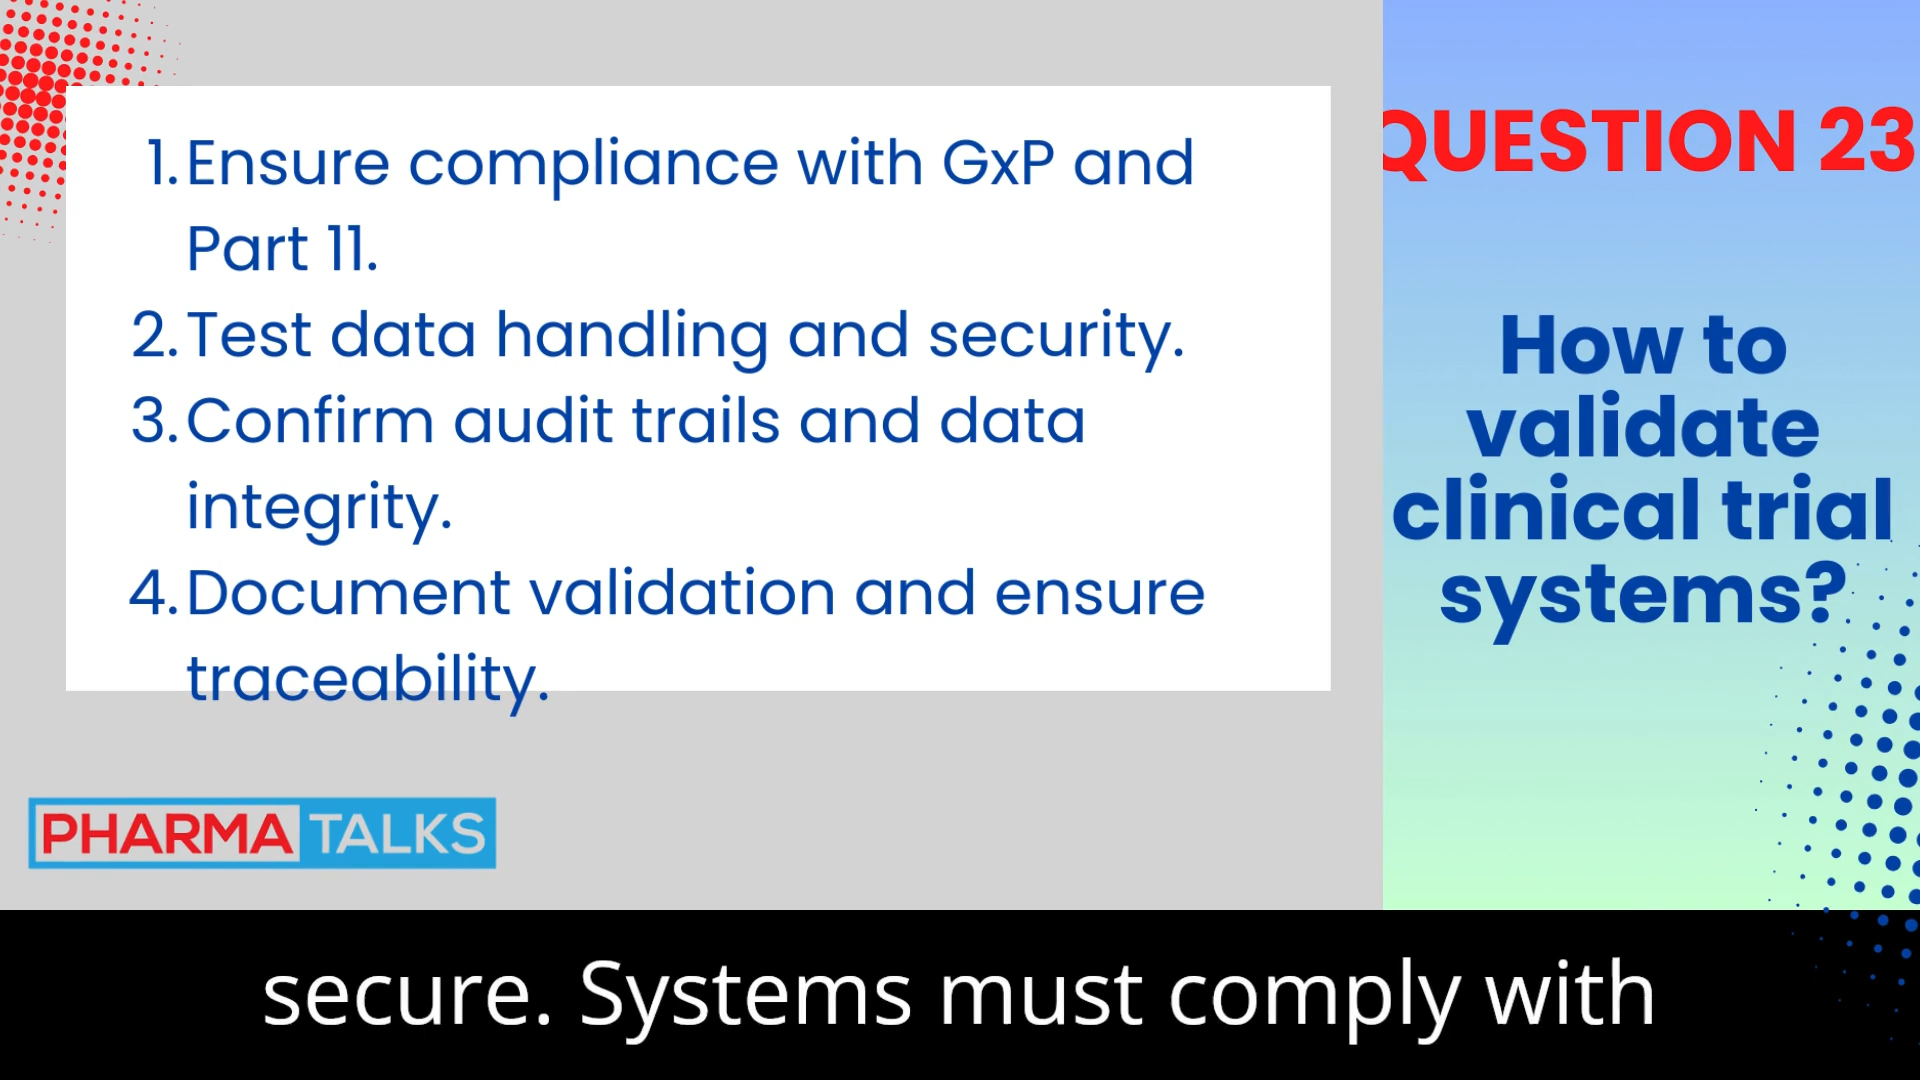 1. Ensure compliance with GxP and
Part 11.
2. Test data handling and security.
3. Confirm audit trails and data
integrity.
4. Document validation and ensure
traceability.
QUESTION 23
How to
validate
clinical trial
systems?
PHARMA TALKS
secure. Systems must comply with